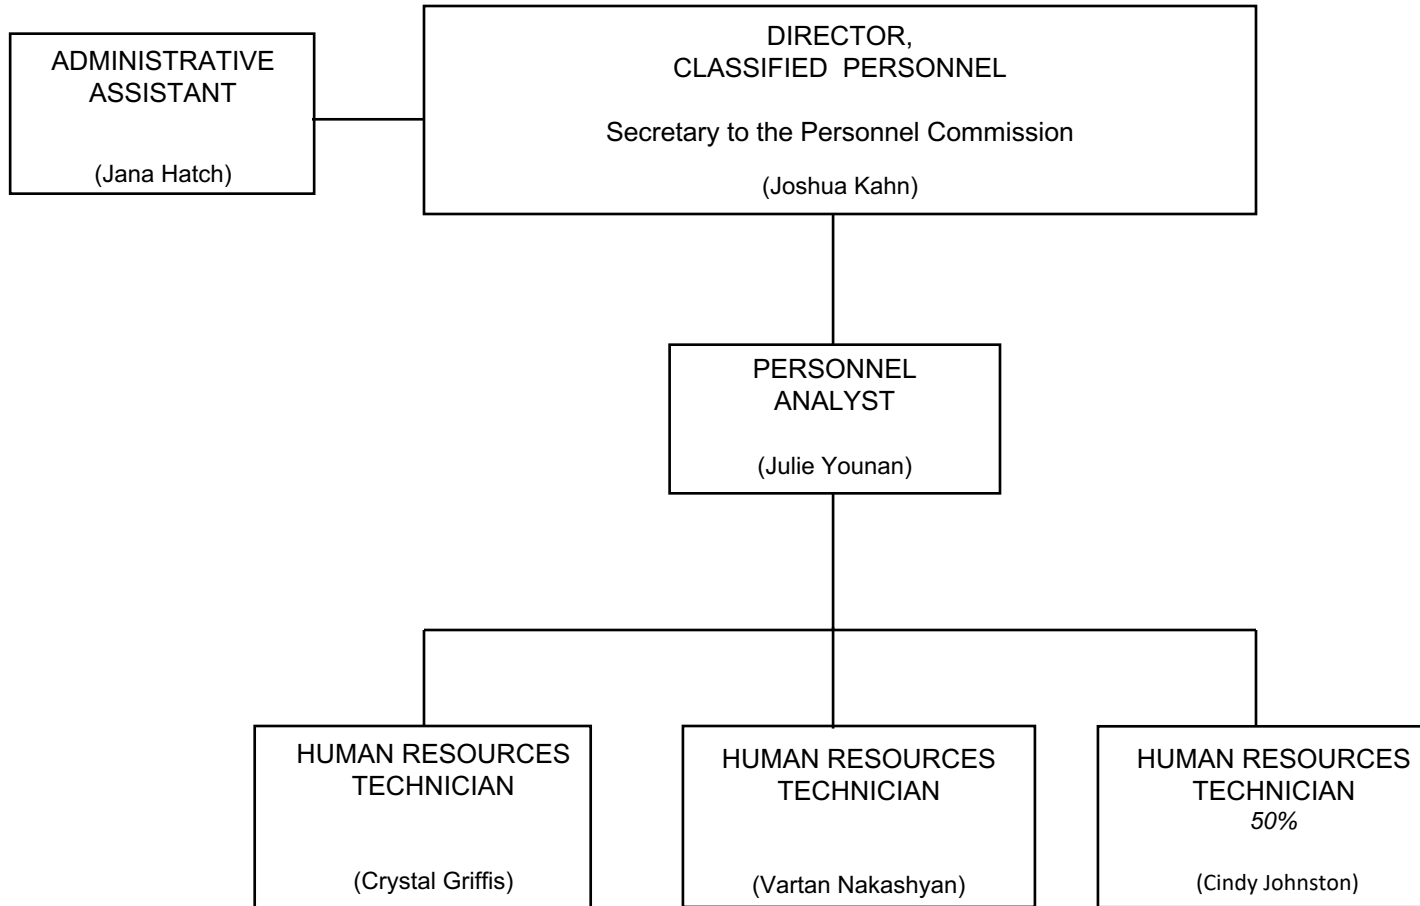 ADMINISTRATIVE
ASSISTANT
(Jana Hatch)
DIRECTOR,
CLASSIFIED PERSONNEL
Secretary to the Personnel Commission
(Joshua Kahn)
PERSONNEL
ANALYST
(Julie Younan)
HUMAN RESOURCES
TECHNICIAN
(Crystal Griffis)
HUMAN RESOURCES
TECHNICIAN
(Vartan Nakashyan)
HUMAN RESOURCES
TECHNICIAN
50%
(Cindy Johnston)